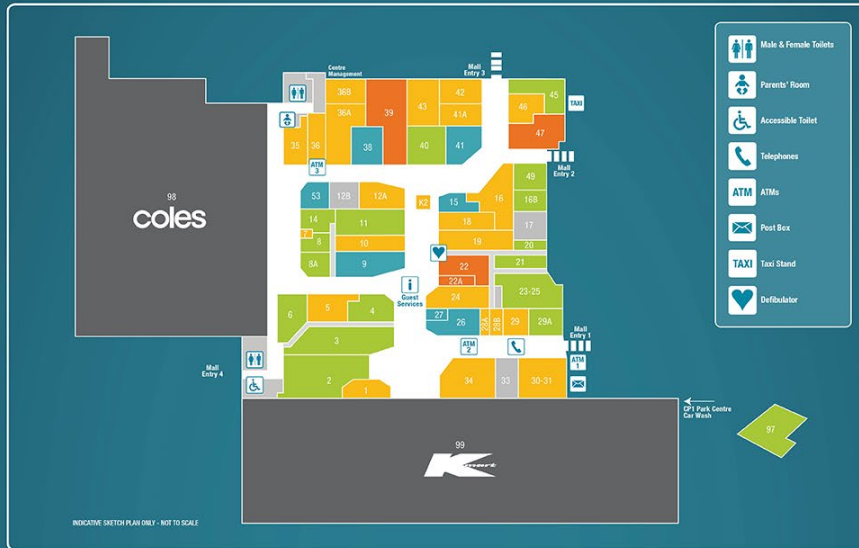 Centre
Management
Mall
Entry 3
Male & Female Toilets
Parents' Room
Accessible Toilet
Telephones
ATM
ATMs
Post Box
TAXI
Taxi Stand
Defibulator
36B
36A
39
43
42
41A
46
45
TAXI
47
35
36
38
40
41
ATM
3
Mall
Entry 2
98
coles
53
12B
12A
K2
15
16
49
16B
14
11
18
17
7
8
10
19
20
8A
9
22
21
22A
i
Guest
Services
24
23-25
6
5
4
27
26
28A
28B
29
29A
3
Mall
Entry 1
ATM
2
ATM
1
Mall
Entry 4
2
1
34
33
30-31
CP1 Park Centre
Car Wash
97
99
Kmart
INDICATIVE SKETCH PLAN ONLY - NOT TO SCALE